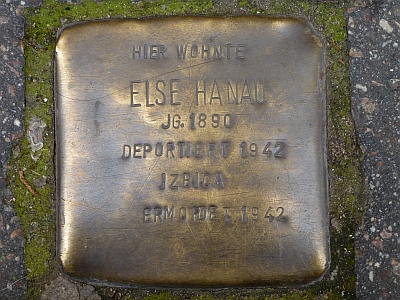 HIER WOHNTE
ELSE HANAU
JG. 1890
DEPORTIERT 1942
IZBICA
ERMORDET 1942